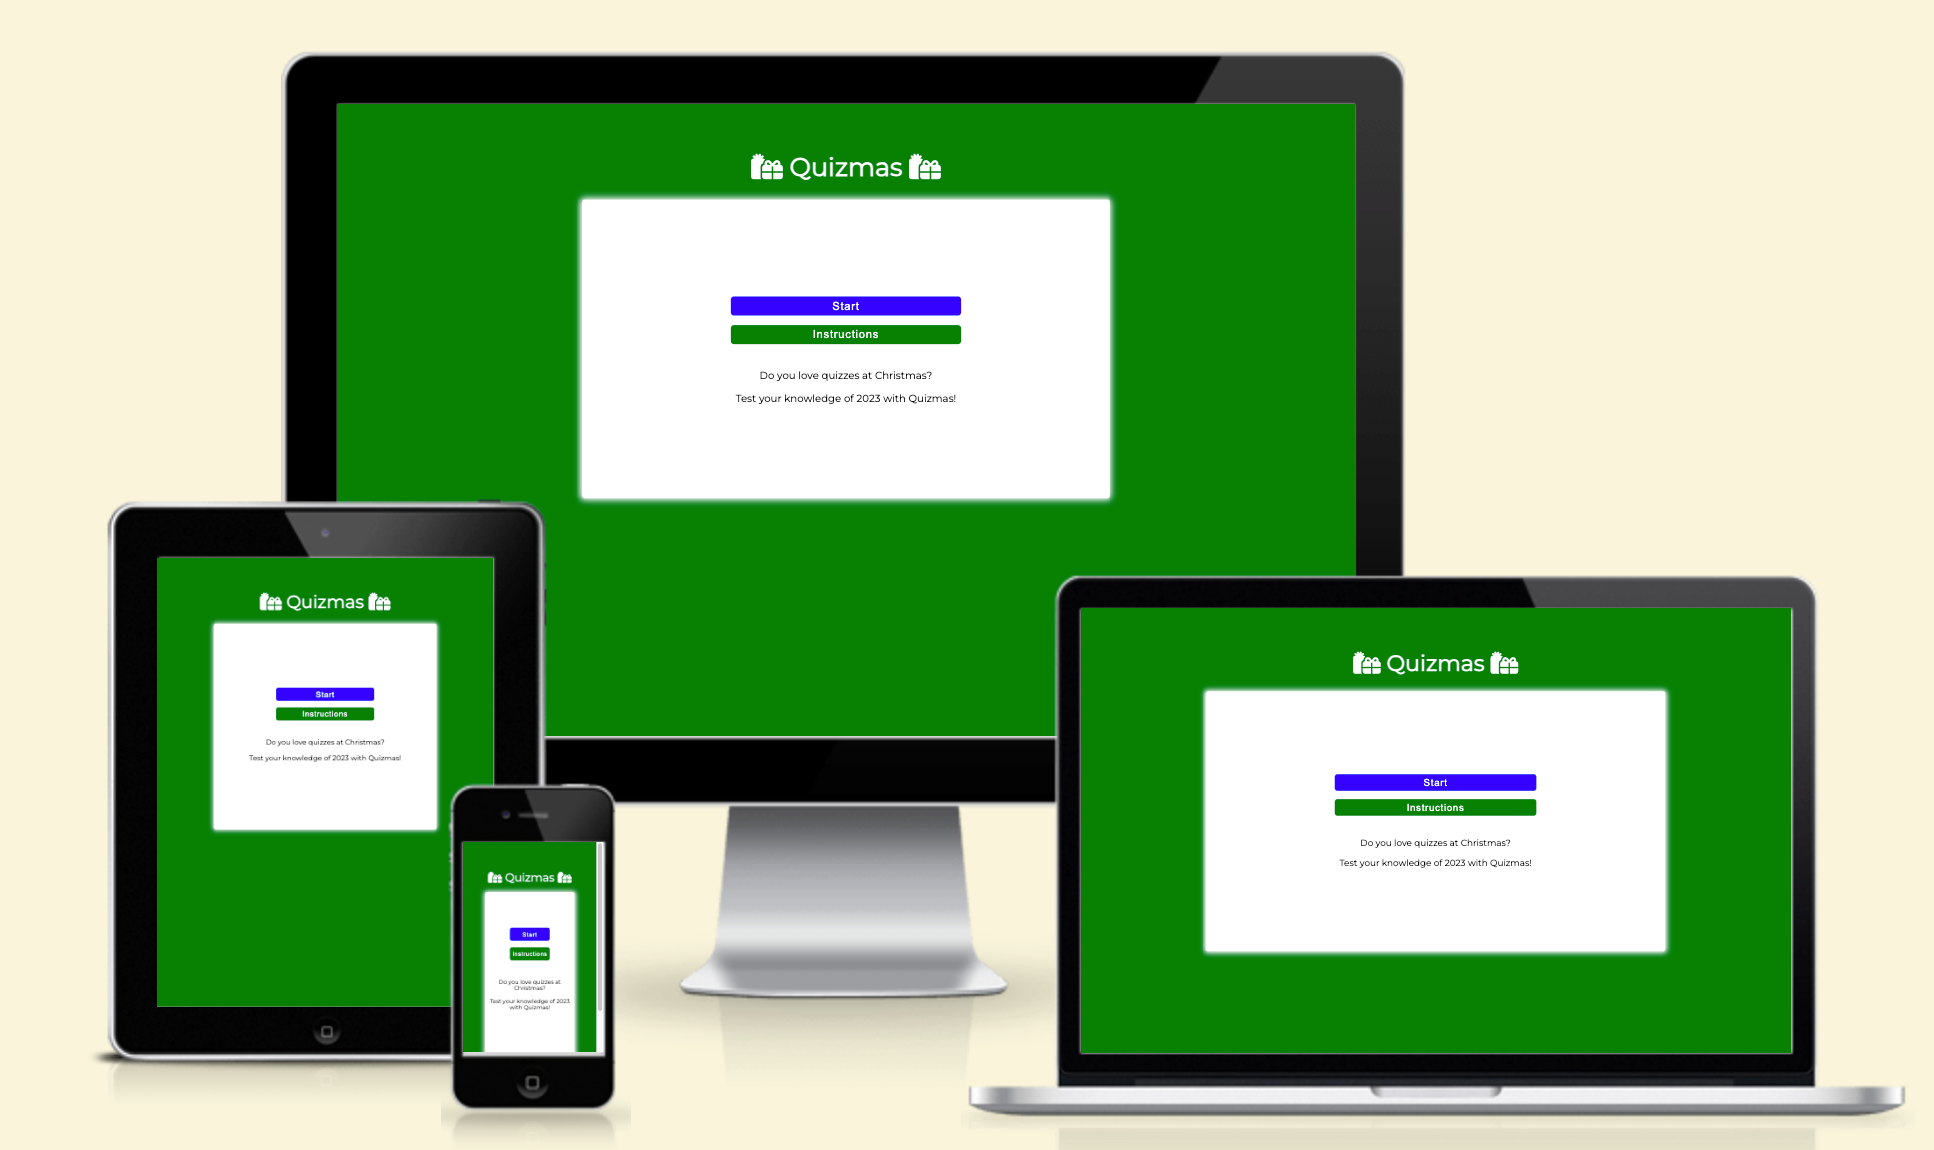 Quizmas
Start
Instructions
Do you love quizzes at Christmas?
Test your knowledge of 2023 with Quizmas!
Quizmas
Start
Instructions
Do you love quizzes at Christmas?
Test your knowledge of 2023 with Quizmas!
Quizmas
Start
Instructions
Do you love quizzes at
Christmas?
Test your knowledge of 2023
with Quizmas!
Quizmas
Start
Instructions
Do you love quizzes at Christmas?
Test your knowledge of 2023 with Quizmas!